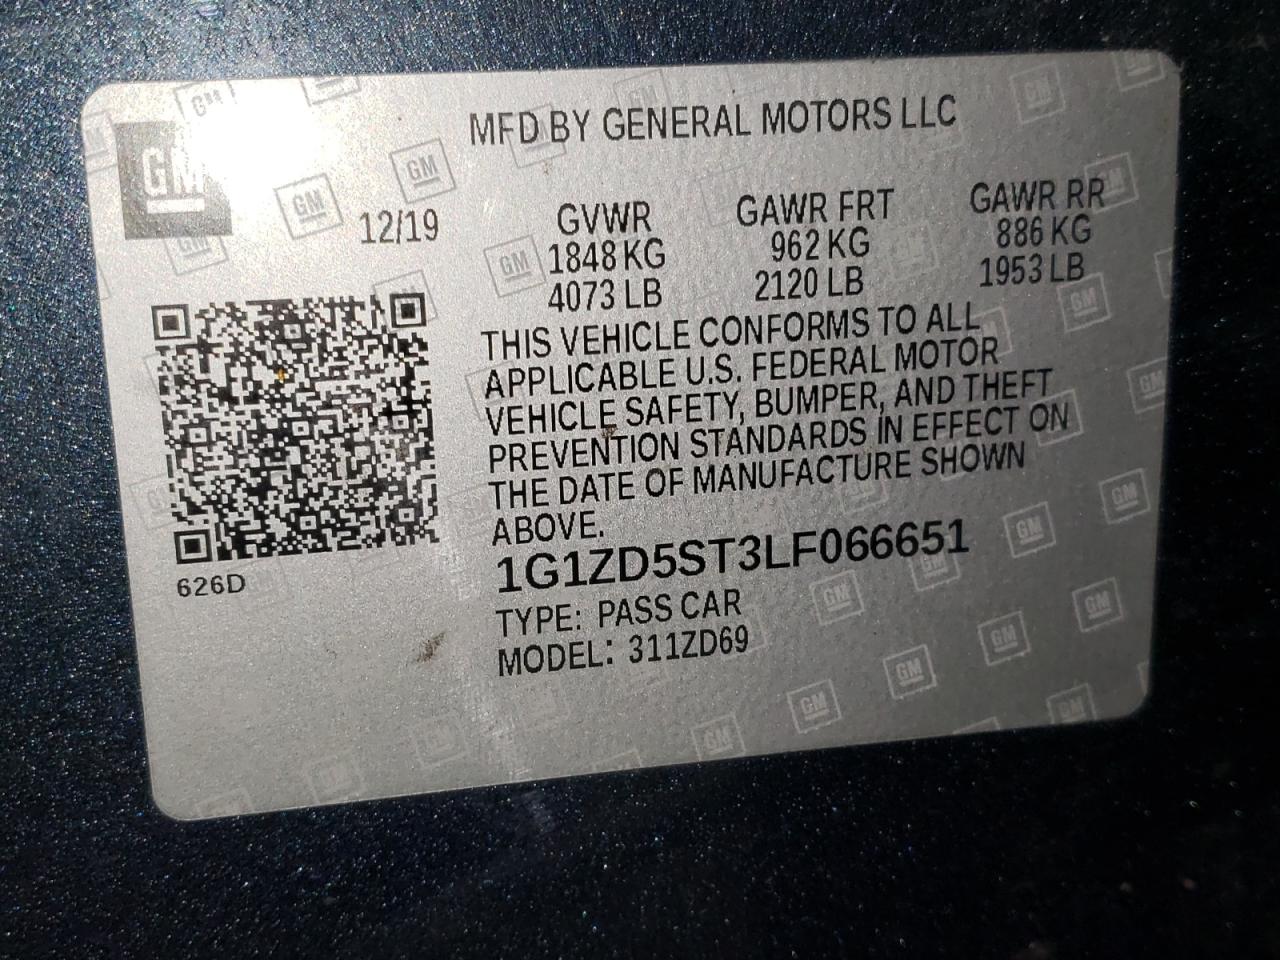 GM
MFD BY GENERAL MOTORS LLC
12/19
GVWR GAWR FRT GAWR RR
1848 KG 962 KG 886 KG
4073 LB 2120 LB 1953 LB
THIS VEHICLE CONFORMS TO ALL
APPLICABLE U.S. FEDERAL MOTOR
VEHICLE SAFETY, BUMPER, AND THEFT
PREVENTION STANDARDS IN EFFECT ON
THE DATE OF MANUFACTURE SHOWN
ABOVE.
626D
1G1ZD5ST3LF066651
TYPE: PASS CAR
MODEL: 311ZD69